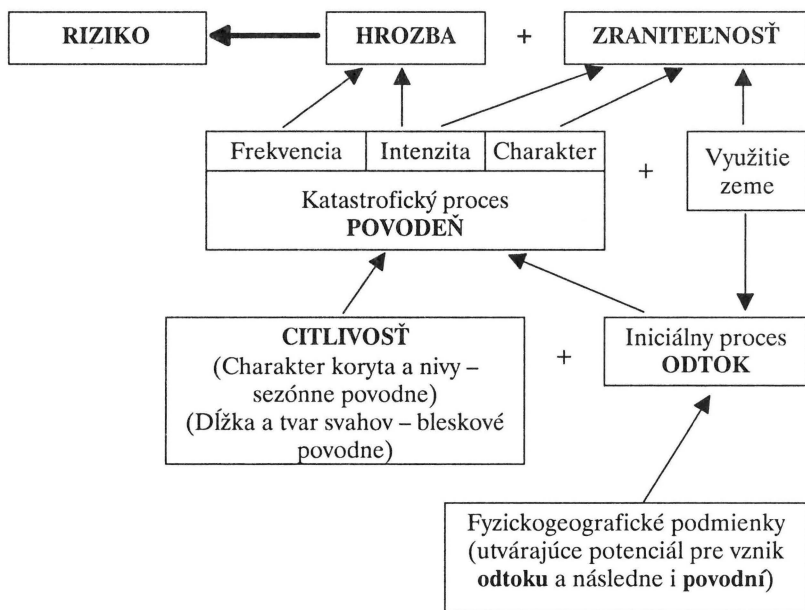 RIZIKO
HROZBA
+
ZRANITEĽNOSŤ
Frekvencia
Intenzita
Charakter
+
Využitie
zeme
Katastrofický proces
POVODEŇ
CITLIVOSŤ
(Charakter koryta a nivy –
sezónne povodne)
(Dĺžka a tvar svahov – bleskové
povodne)
+
Iniciálny proces
ODTOK
Fyzickogeografické podmienky
(utvárajúce potenciál pre vznik
odtoku a následne i povodní)